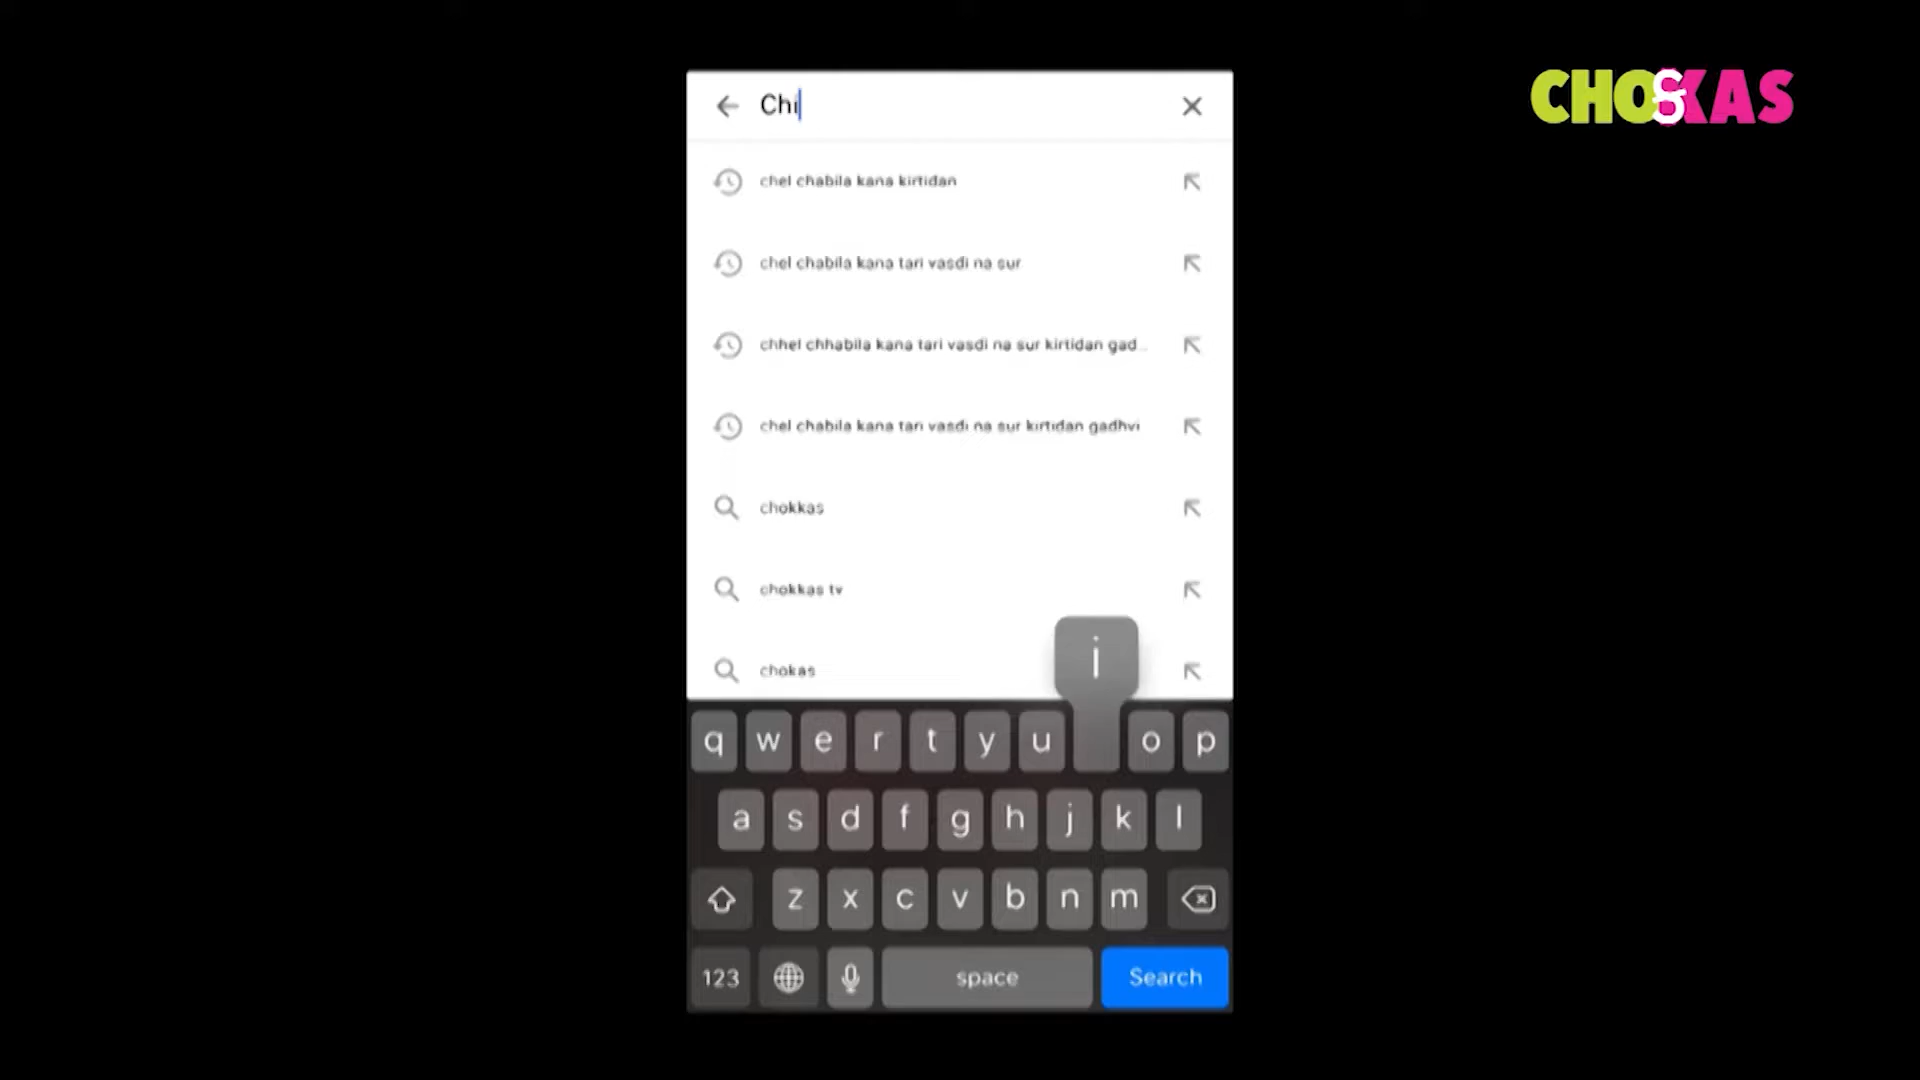 Chi
CHOKKAS
chel chabila kana kirtidan
chel chabila kana tari vasdi na sur
chhel chhabila kana tari vasdi na sur kirtidan gad..
chel chabila kana tari vasdi na sur kirtidan gadhvi
chokkas
chokkas tv
chokas
i
q w e r t y u o p
a s d f g h j k l
z x c v b n m
123 space Search